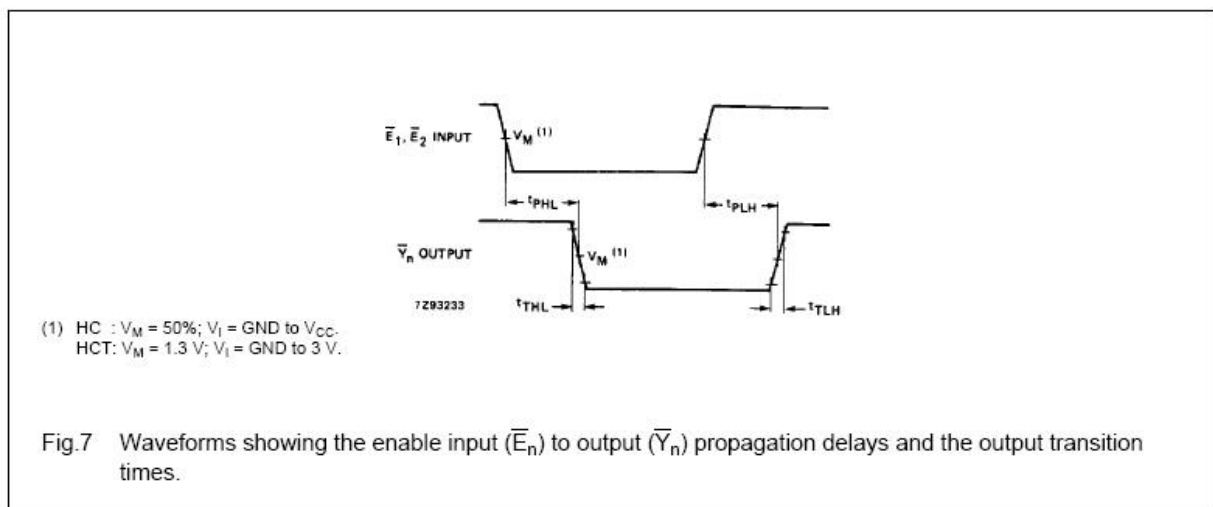 E̅1, E̅2 INPUT
VM (1)
tPHL
tPLH
Y̅n OUTPUT
VM (1)
7Z93233
tTHL
tTLH
(1) HC : VM = 50%; VI = GND to VCC.
HCT: VM = 1.3 V; VI = GND to 3 V.
Fig.7 Waveforms showing the enable input (E̅n) to output (Y̅n) propagation delays and the output transition
times.